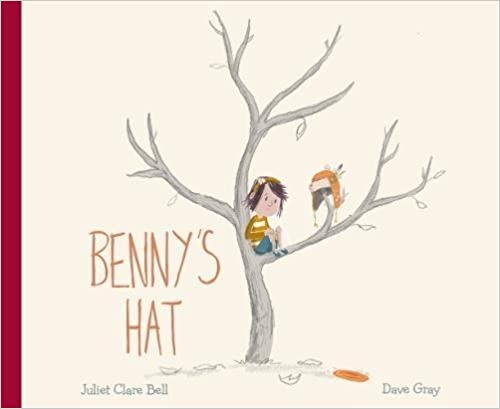 BENNY'S
HAT
Juliet Clare Bell
Dave Gray